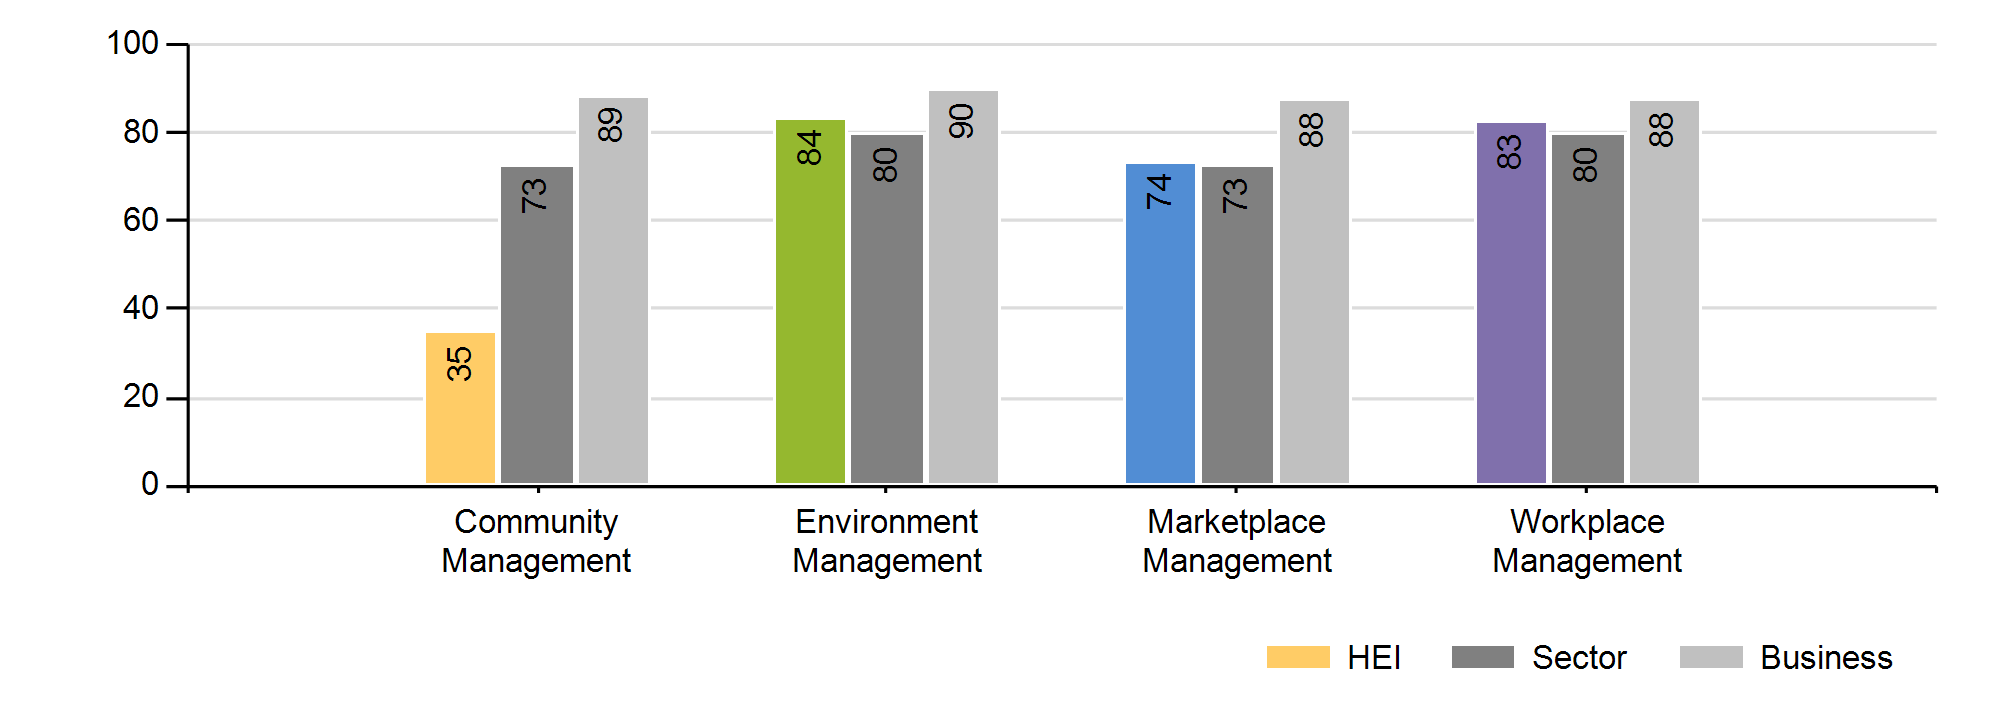 100
80
60
40
20
0
35
73
89
84
80
90
74
73
88
83
80
88
Community
Management
Environment
Management
Marketplace
Management
Workplace
Management
HEI
Sector
Business